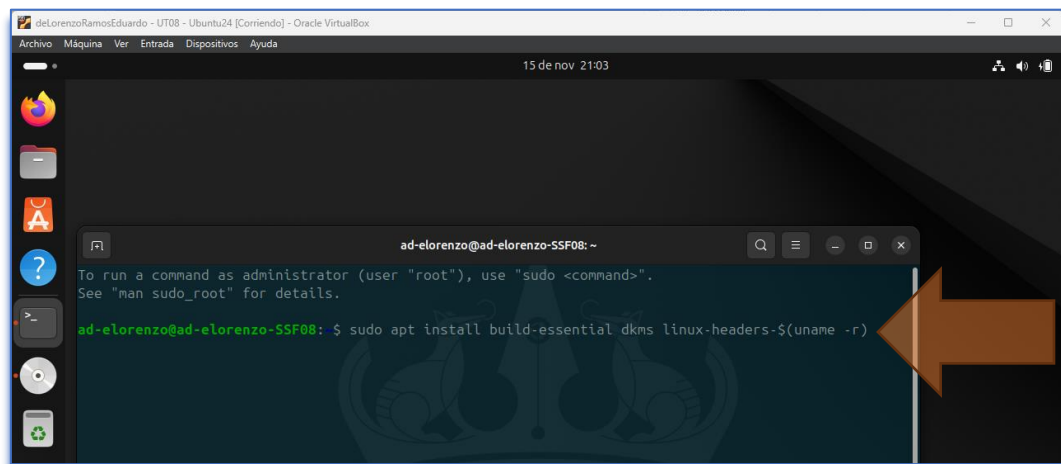 deLorenzoRamosEduardo - UT08 - Ubuntu24 [Corriendo] - Oracle VirtualBox
Archivo Máquina Ver Entrada Dispositivos Ayuda
15 de nov 21:03
ad-elorenzo@ad-elorenzo-SSF08: ~
To run a command as administrator (user "root"), use "sudo <command>".
See "man sudo_root" for details.
ad-elorenzo@ad-elorenzo-SSF08:~$ sudo apt install build-essential dkms linux-headers-$(uname -r)